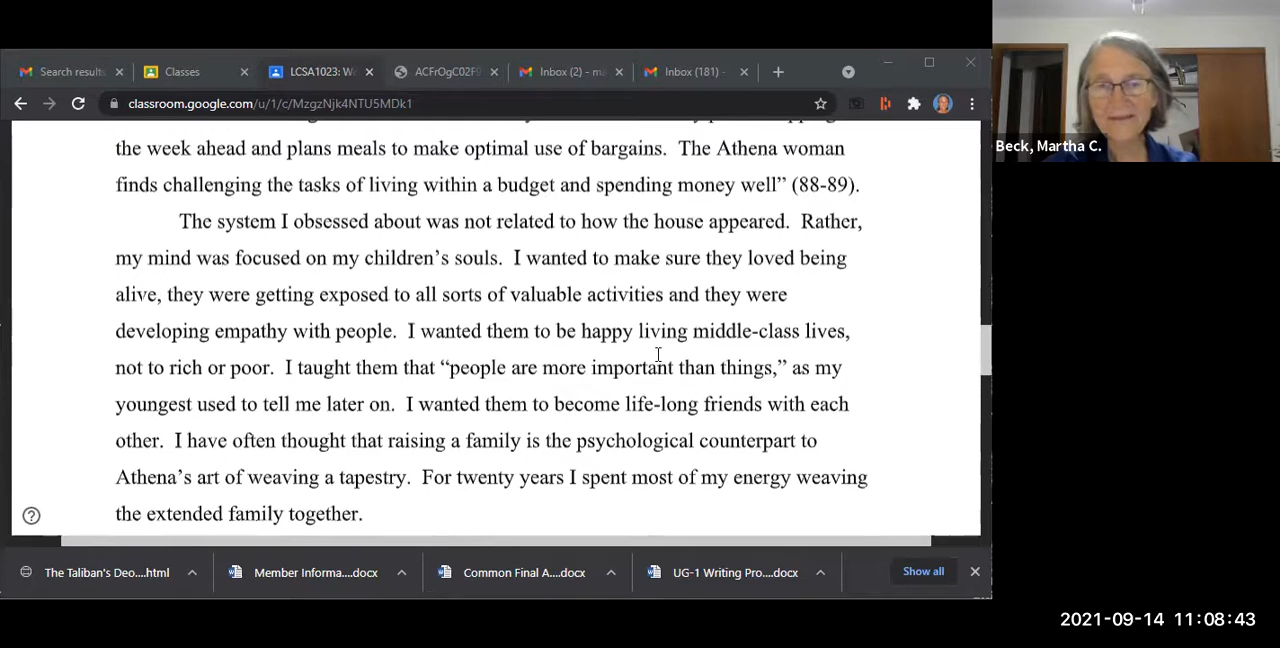 Search results
Classes
LCSA1023: We
ACFrOgC02F9
Inbox (2) - ma
Inbox (181) -
classroom.google.com/u/1/c/MzgzNjk4NTU5MDk1
the week ahead and plans meals to make optimal use of bargains. The Athena woman
finds challenging the tasks of living within a budget and spending money well” (88-89).
The system I obsessed about was not related to how the house appeared. Rather,
my mind was focused on my children’s souls. I wanted to make sure they loved being
alive, they were getting exposed to all sorts of valuable activities and they were
developing empathy with people. I wanted them to be happy living middle-class lives,
not to rich or poor. I taught them that “people are more important than things,” as my
youngest used to tell me later on. I wanted them to become life-long friends with each
other. I have often thought that raising a family is the psychological counterpart to
Athena’s art of weaving a tapestry. For twenty years I spent most of my energy weaving
the extended family together.
The Taliban's Deo....html
Member Informa....docx
Common Final A....docx
UG-1 Writing Pro....docx
Show all
Beck, Martha C.
2021-09-14 11:08:43